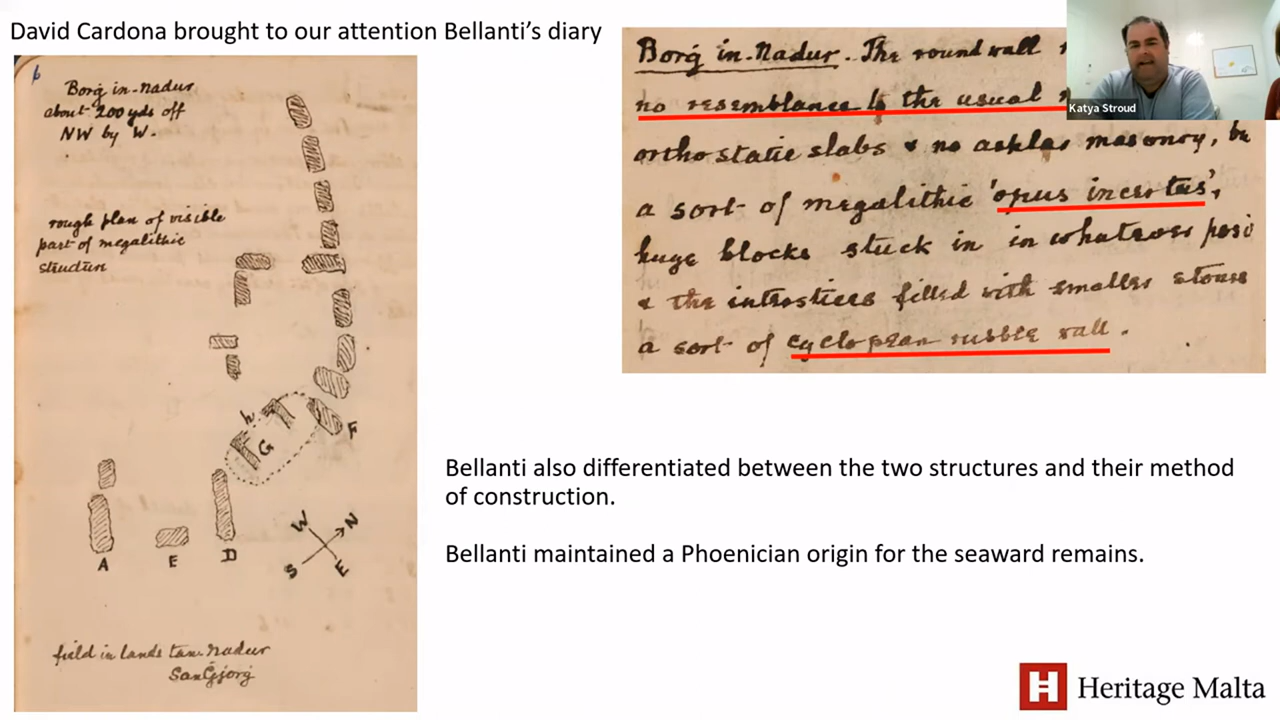 David Cardona brought to our attention Bellanti's diary
6
Borġ in-Nadur
about 200 yds off
NW by W.
rough plan of visible
part of megalithic
structure
h
G
F
A
E
D
W
N
S
E
field in lands tan-Nadur
San Ġjorġ
Borġ in-Nadur. The round wall
no resemblance to the usual
orthostatic slabs & no ashlar masonry, bu
a sort of megalithic 'opus incertus',
huge blocks stuck in in whatever posi
& the interstices filled with smaller stones
a sort of cyclopean rubble wall.
Katya Stroud
Bellanti also differentiated between the two structures and their method
of construction.
Bellanti maintained a Phoenician origin for the seaward remains.
Heritage Malta